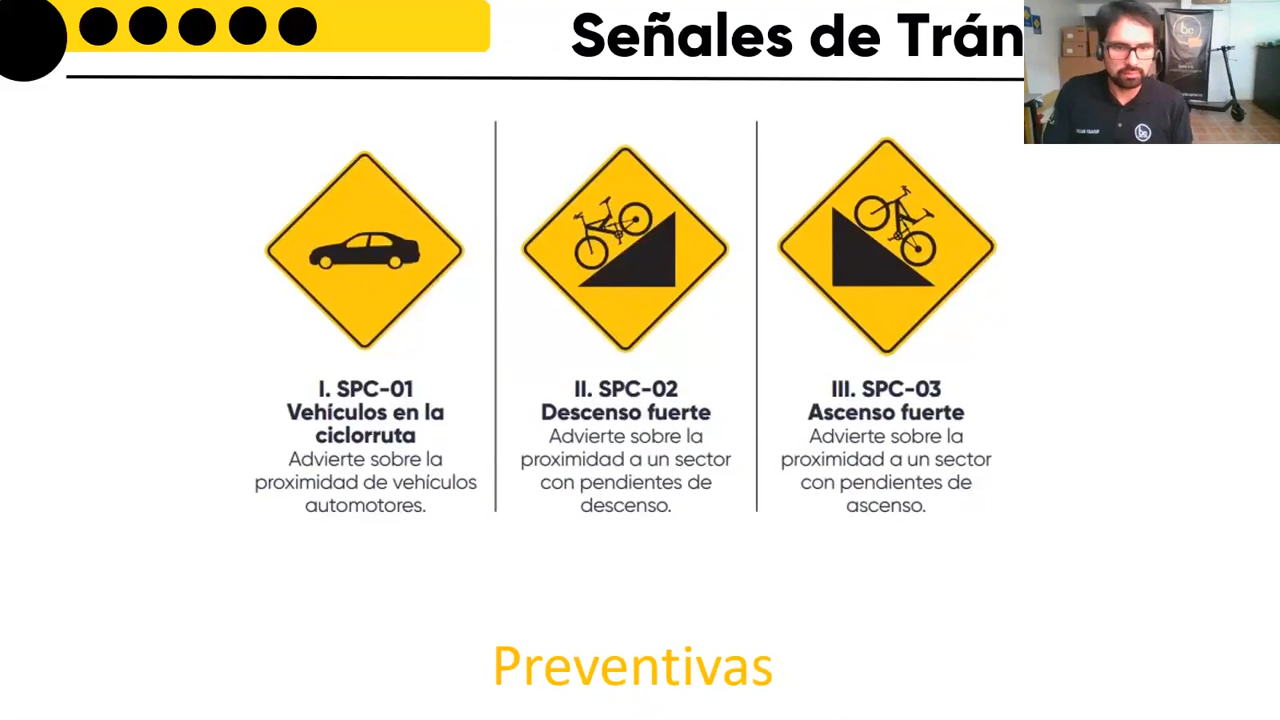 Señales de Trán
I. SPC-01
Vehículos en la
ciclorruta
Advierte sobre la
proximidad de vehículos
automotores.
II. SPC-02
Descenso fuerte
Advierte sobre la
proximidad a un sector
con pendientes de
descenso.
III. SPC-03
Ascenso fuerte
Advierte sobre la
proximidad a un sector
con pendientes de
ascenso.
Preventivas